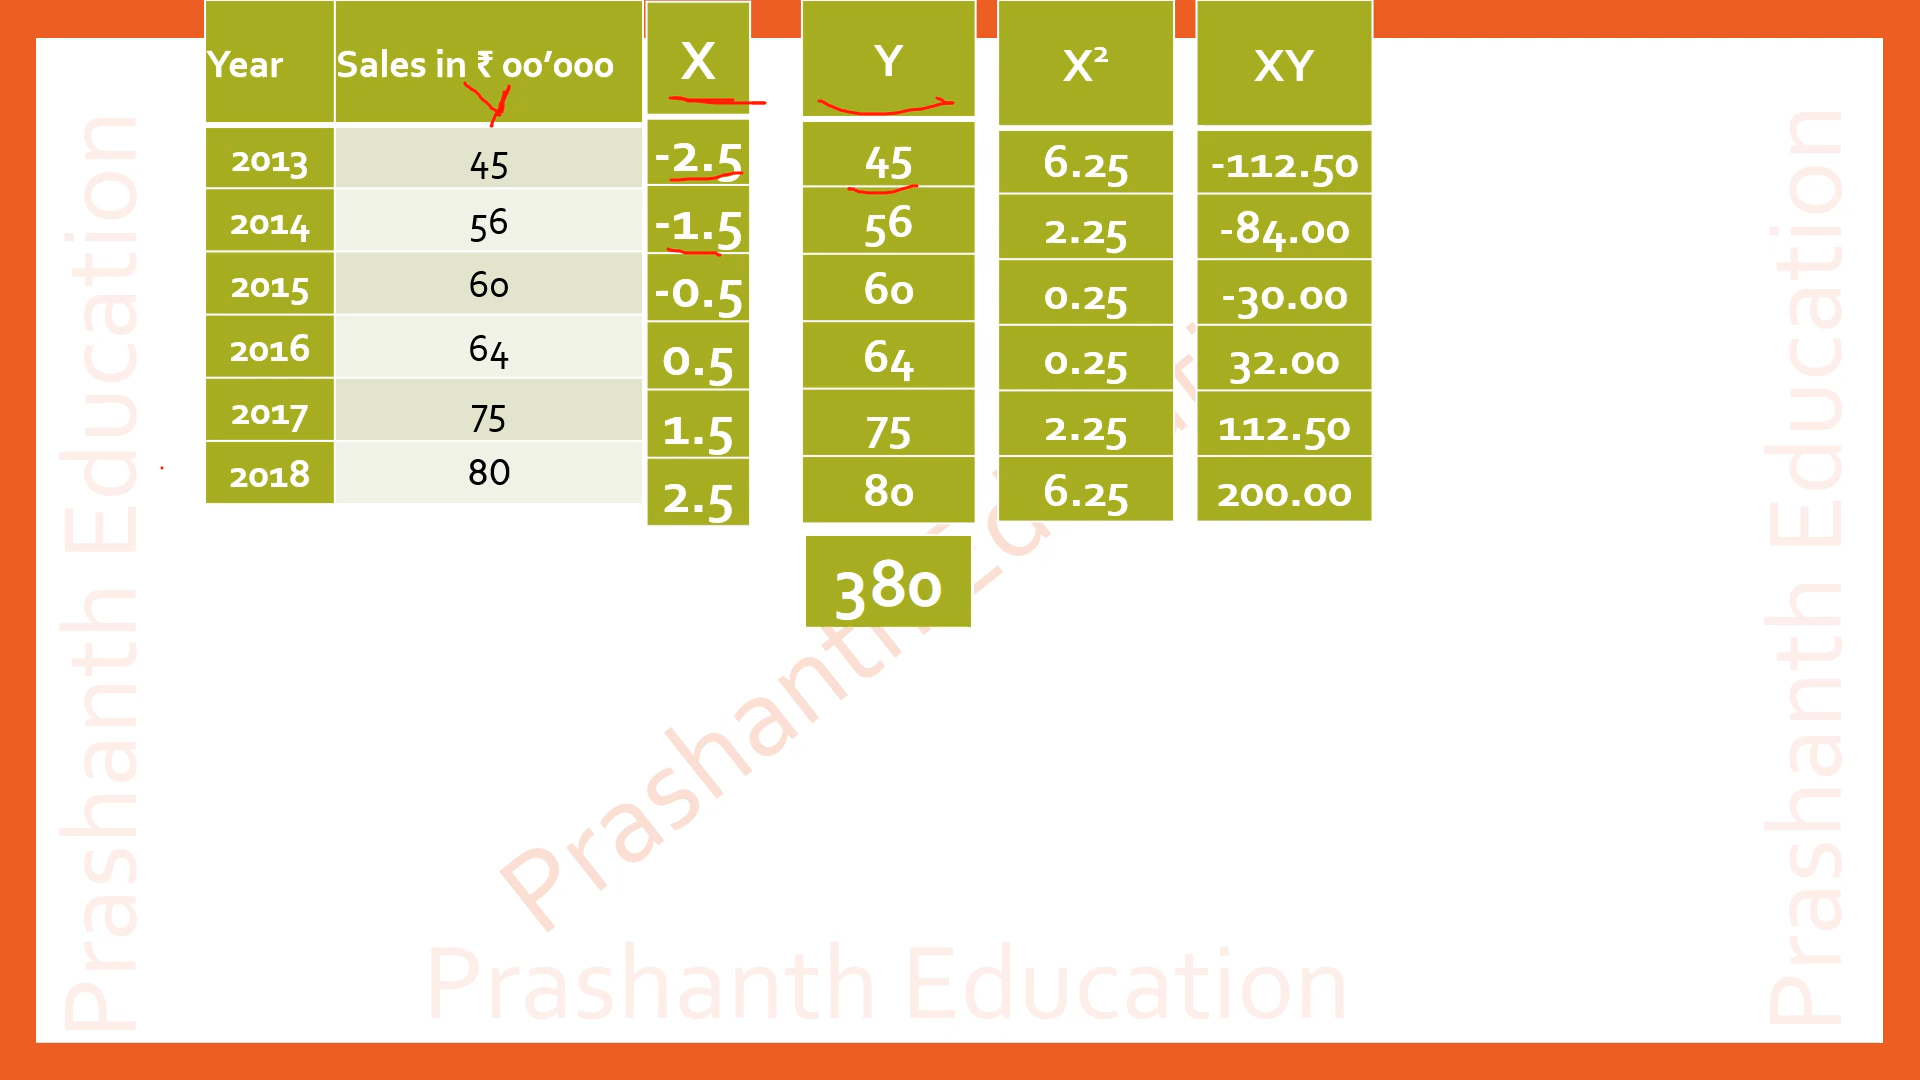 Year Sales in ₹ 00’000 X Y X² XY
2013 45 -2.5 45 6.25 -112.50
2014 56 -1.5 56 2.25 -84.00
2015 60 -0.5 60 0.25 -30.00
2016 64 0.5 64 0.25 32.00
2017 75 1.5 75 2.25 112.50
2018 80 2.5 80 6.25 200.00
380
Prashanth Education
Prashanth Education
Prashanth Education
Prashanth Education